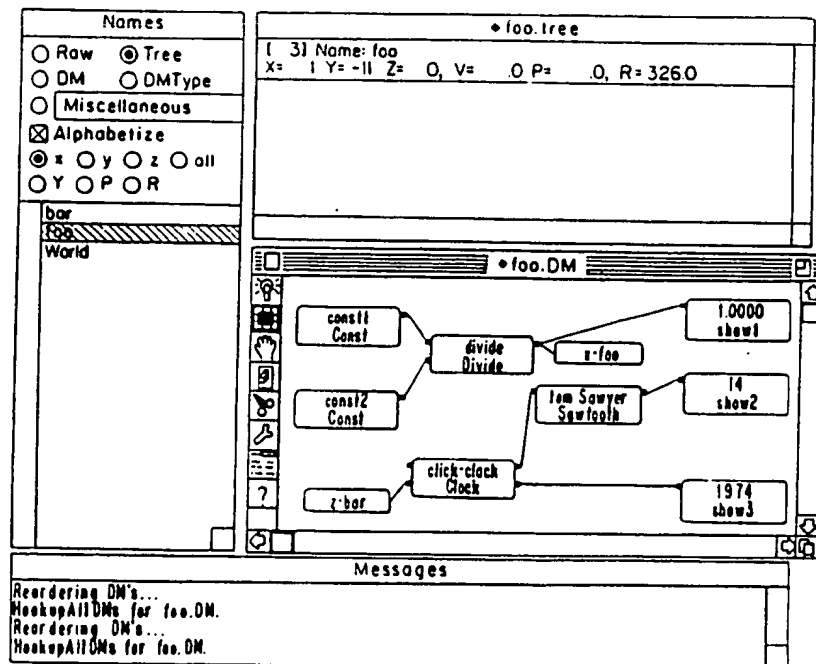 Names
Raw Tree
DM DMType
Miscellaneous
Alphabetize
x y z all
Y P R
bar
foo
World
♦ foo.tree
[ 3] Name: foo
X= 1 Y= -11 Z= 0, V= .0 P= .0, R= 326.0
♦ foo.DM
const1
Const
divide
Divide
x-foo
1.0000
show1
const2
Const
tom Sawyer
Sawtooth
14
show2
click-clack
Clock
z-bar
1974
show3
?
Messages
Reordering DM's...
HookupAllDMs for foo.DM.
Reordering DM's...
HookupAllDMs for foo.DM.